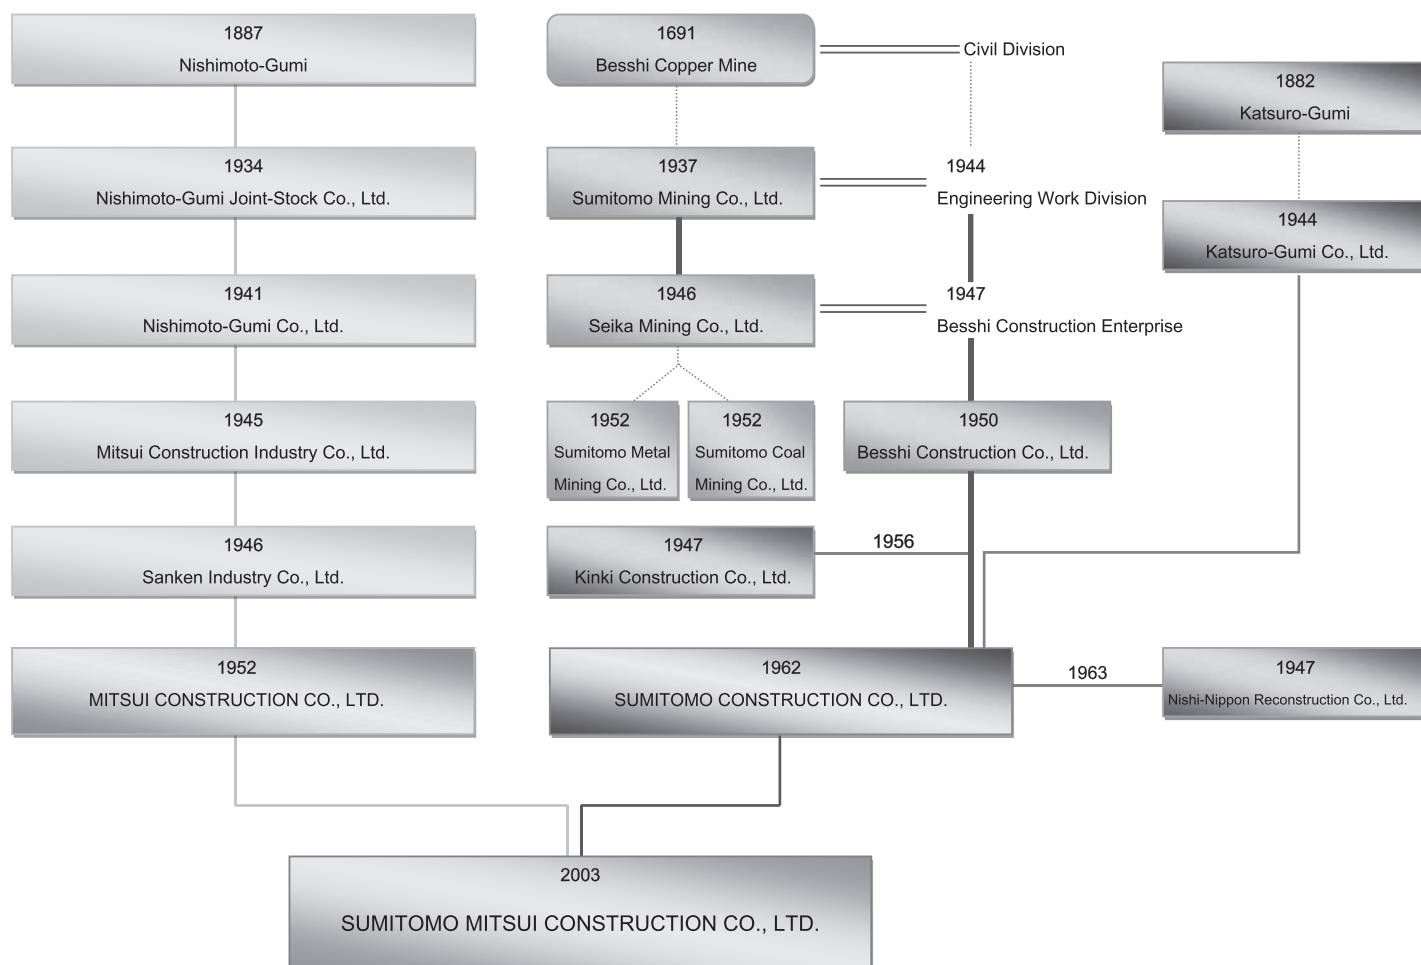 1887
Nishimoto-Gumi
1691
Besshi Copper Mine
Civil Division
1882
Katsuro-Gumi
1934
Nishimoto-Gumi Joint-Stock Co., Ltd.
1937
Sumitomo Mining Co., Ltd.
1944
Engineering Work Division
1944
Katsuro-Gumi Co., Ltd.
1941
Nishimoto-Gumi Co., Ltd.
1946
Seika Mining Co., Ltd.
1947
Besshi Construction Enterprise
1945
Mitsui Construction Industry Co., Ltd.
1952
Sumitomo Metal
Mining Co., Ltd.
1952
Sumitomo Coal
Mining Co., Ltd.
1950
Besshi Construction Co., Ltd.
1946
Sanken Industry Co., Ltd.
1947
Kinki Construction Co., Ltd.
1956
1952
MITSUI CONSTRUCTION CO., LTD.
1962
SUMITOMO CONSTRUCTION CO., LTD.
1963
1947
Nishi-Nippon Reconstruction Co., Ltd.
2003
SUMITOMO MITSUI CONSTRUCTION CO., LTD.